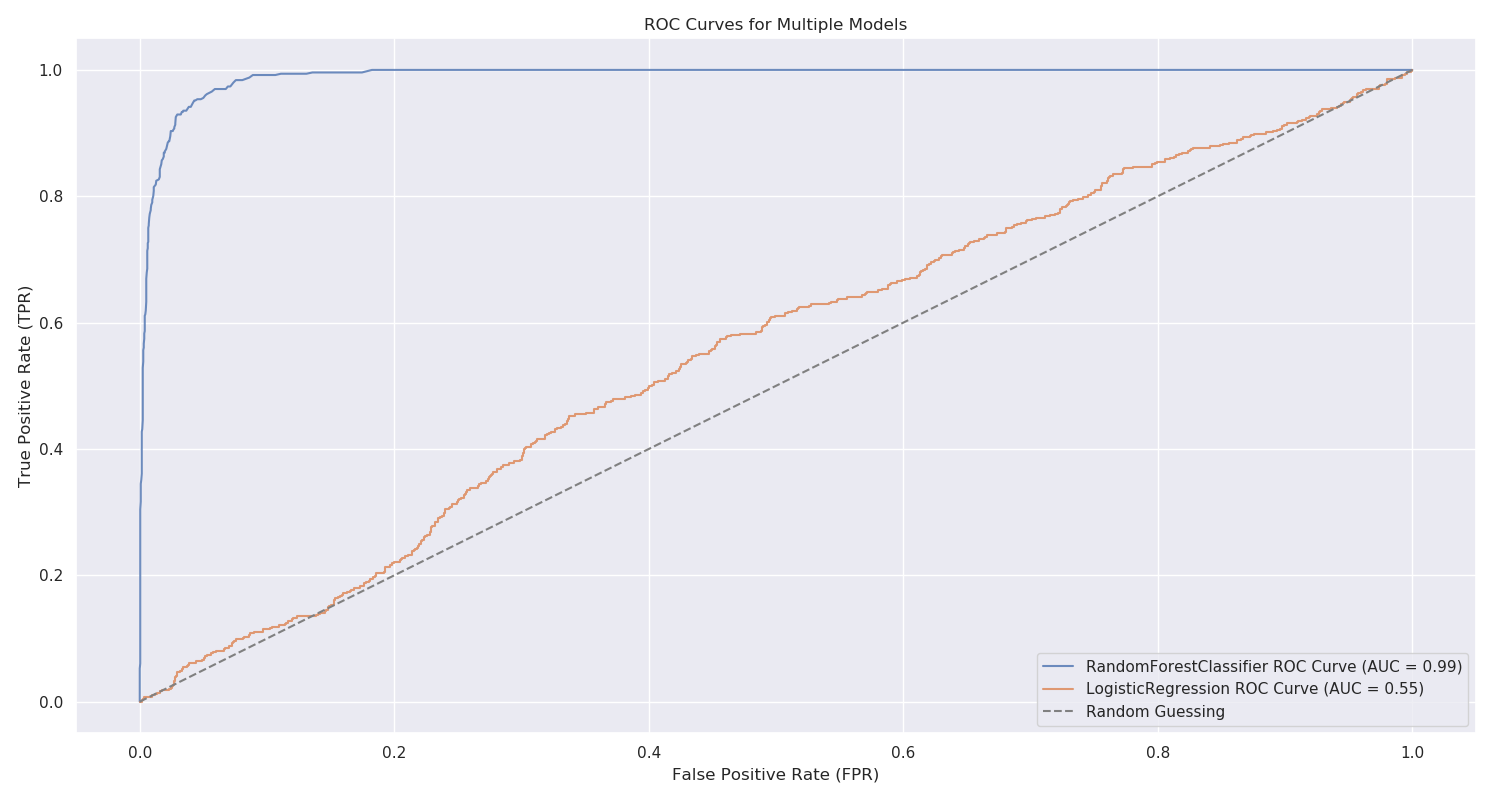 ROC Curves for Multiple Models
1.0
0.8
0.6
0.4
0.2
0.0
True Positive Rate (TPR)
RandomForestClassifier ROC Curve (AUC = 0.99)
LogisticRegression ROC Curve (AUC = 0.55)
Random Guessing
0.0 0.2 0.4 0.6 0.8 1.0
False Positive Rate (FPR)